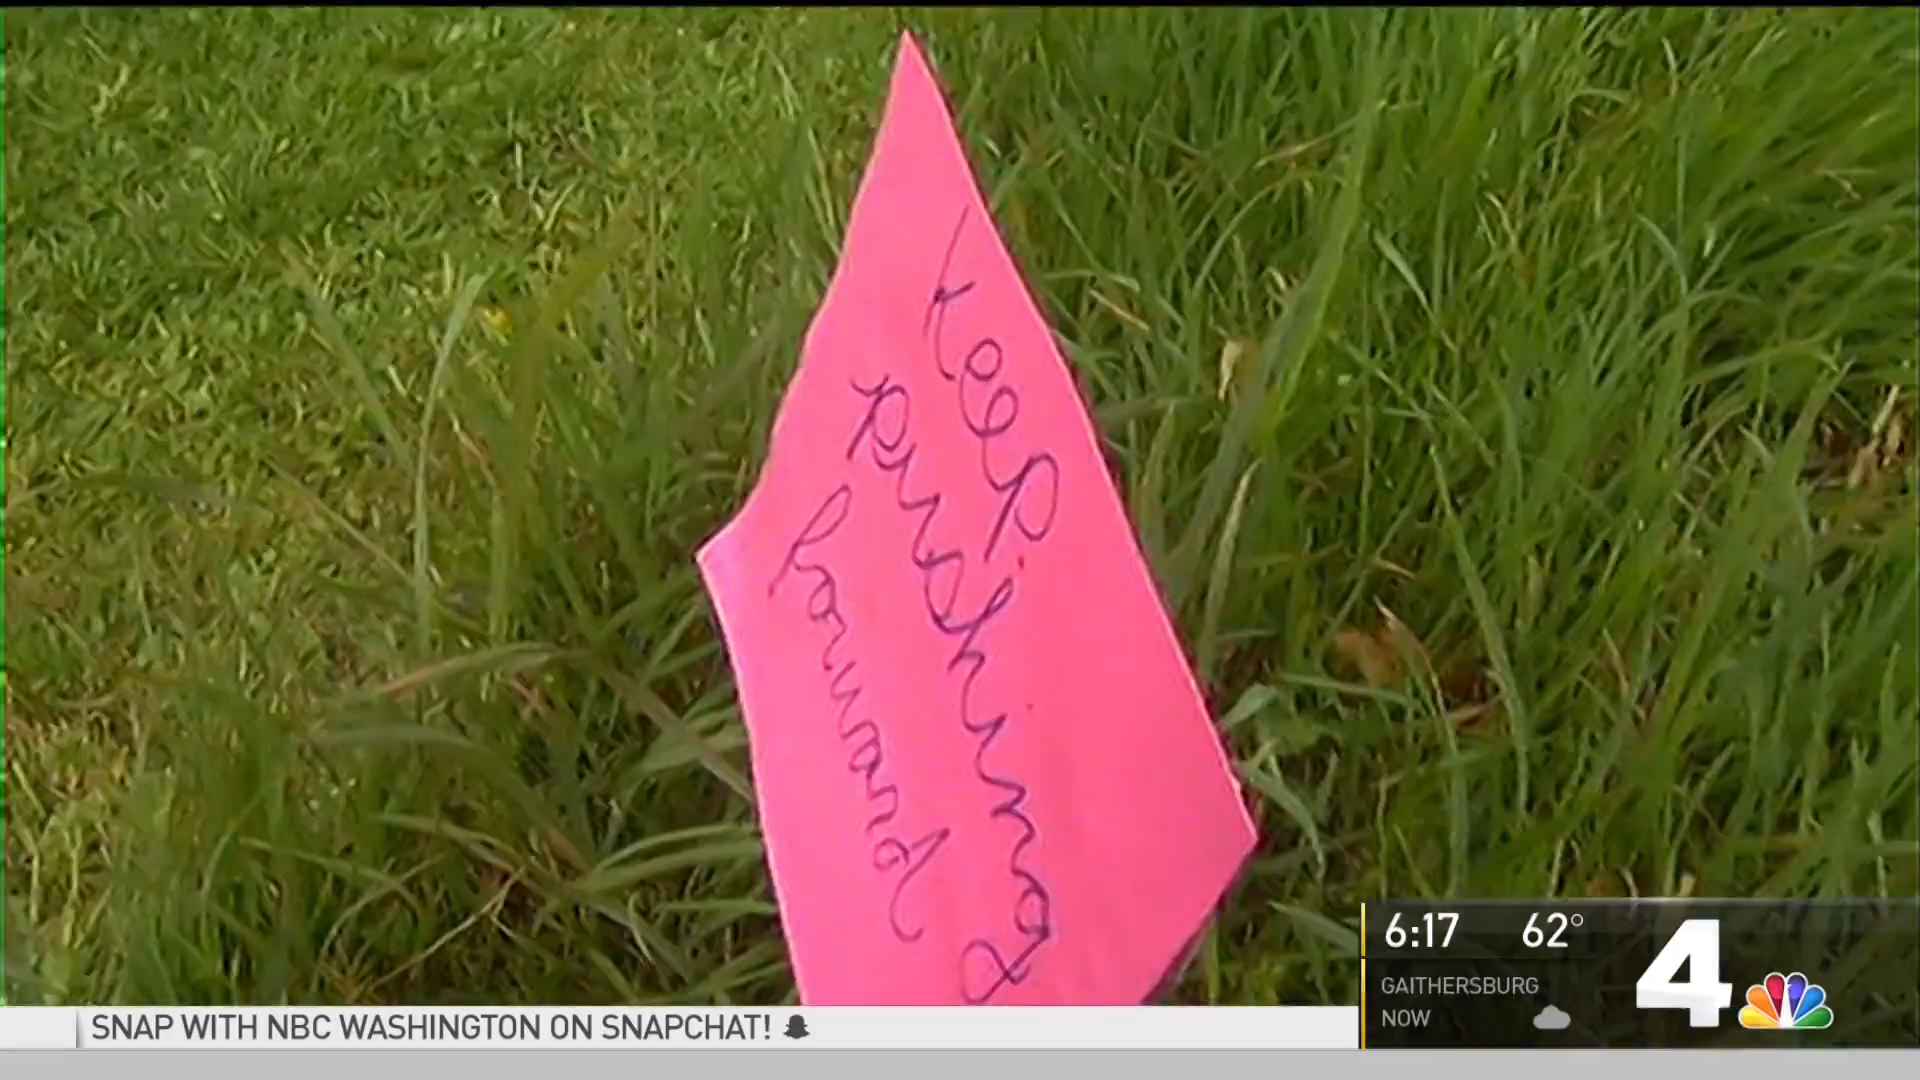 Keep
Pushing
forward
6:17 62°
4
GAITHERSBURG
NOW
SNAP WITH NBC WASHINGTON ON SNAPCHAT!